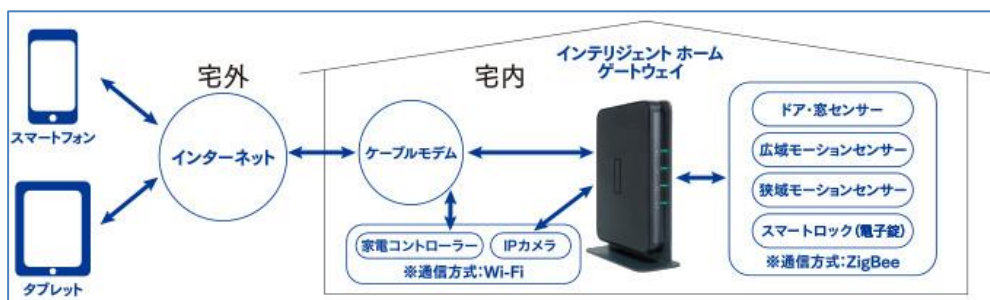 スマートフォン
タブレット
宅外
インターネット
宅内
ケーブルモデム
家電コントローラー
IPカメラ
※通信方式:Wi-Fi
インテリジェント ホーム
ゲートウェイ
ドア・窓センサー
広域モーションセンサー
狭域モーションセンサー
スマートロック(電子錠)
※通信方式:ZigBee